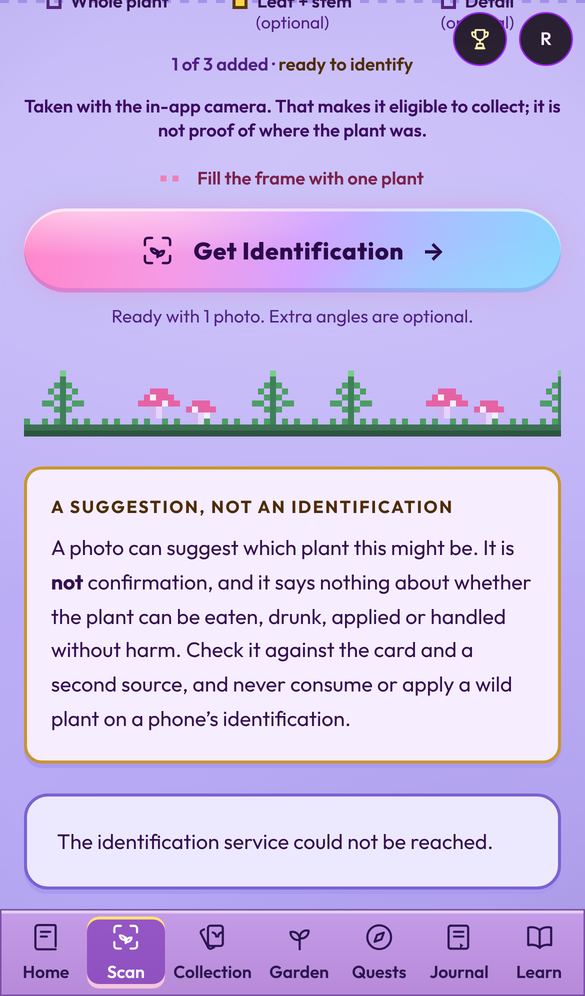 Whole plant
Leaf + stem
(optional)
Detail
R
1 of 3 added · ready to identify
Taken with the in-app camera. That makes it eligible to collect; it is
not proof of where the plant was.
Fill the frame with one plant
Get Identification →
Ready with 1 photo. Extra angles are optional.
A SUGGESTION, NOT AN IDENTIFICATION
A photo can suggest which plant this might be. It is
not confirmation, and it says nothing about whether
the plant can be eaten, drunk, applied or handled
without harm. Check it against the card and a
second source, and never consume or apply a wild
plant on a phone’s identification.
The identification service could not be reached.
Home
Scan
Collection
Garden
Quests
Journal
Learn